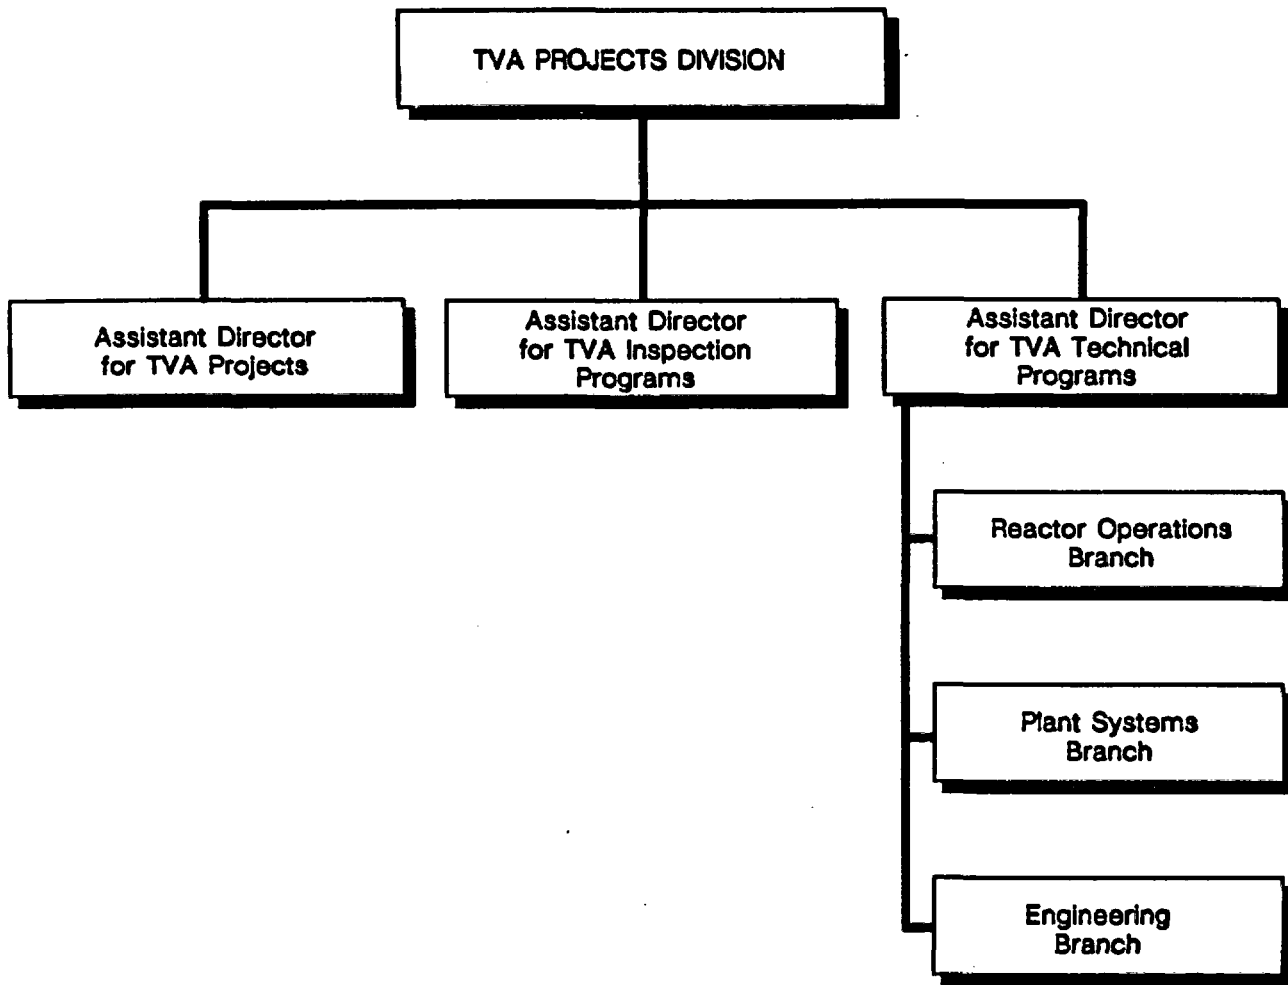 TVA PROJECTS DIVISION
Assistant Director
for TVA Projects
Assistant Director
for TVA Inspection
Programs
Assistant Director
for TVA Technical
Programs
Reactor Operations
Branch
Plant Systems
Branch
Engineering
Branch